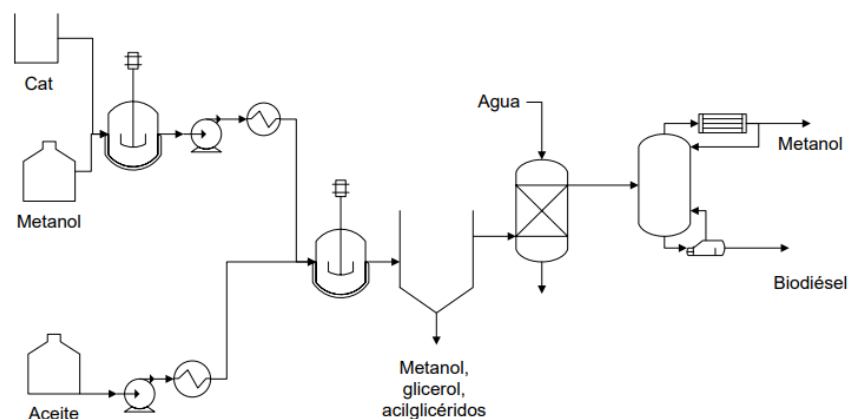 Cat
Agua
Metanol
Metanol
Biodiésel
Metanol,
glicerol,
acilglicéridos
Aceite